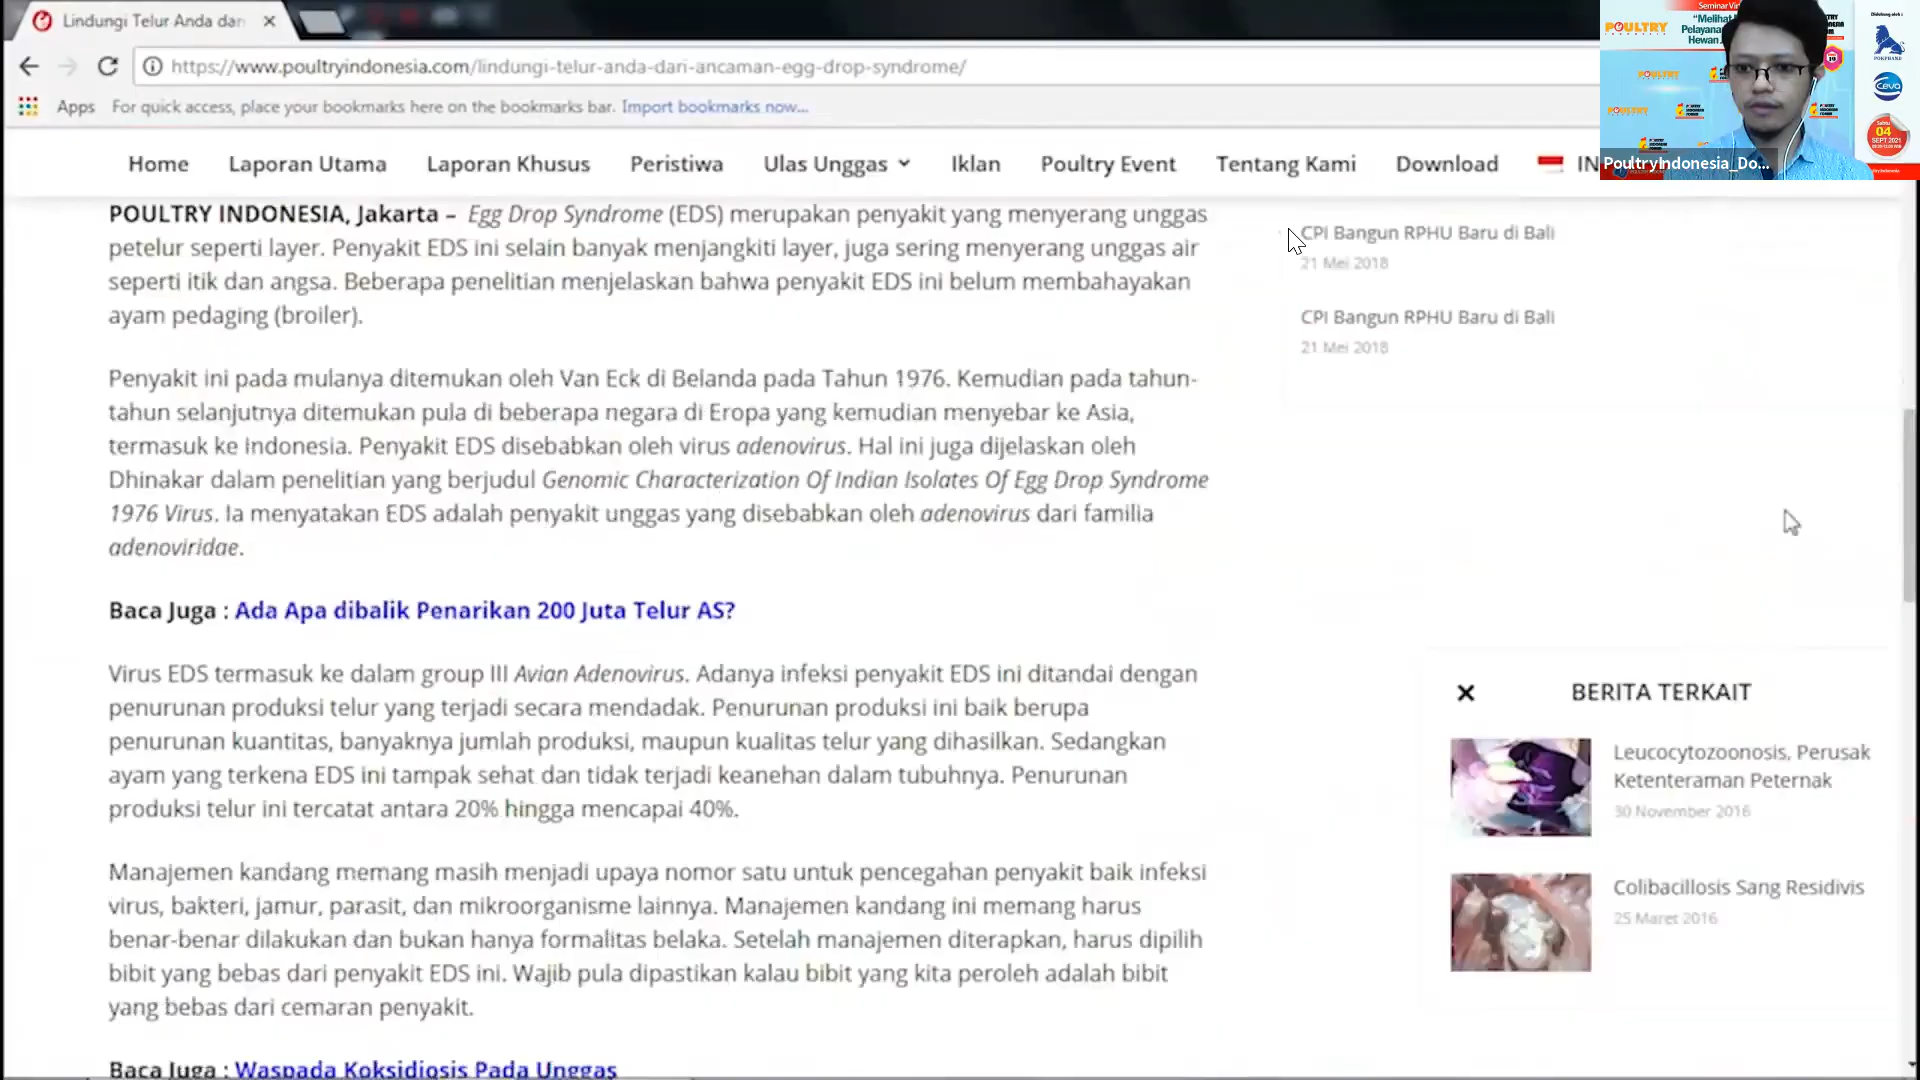 Lindungi Telur Anda dar
https://www.poultryindonesia.com/lindungi-telur-anda-dari-ancaman-egg-drop-syndrome/
Apps For quick access, place your bookmarks here on the bookmarks bar. Import bookmarks now...
Home Laporan Utama Laporan Khusus Peristiwa Ulas Unggas Iklan Poultry Event Tentang Kami Download IN
POULTRY INDONESIA, Jakarta – Egg Drop Syndrome (EDS) merupakan penyakit yang menyerang unggas
petelur seperti layer. Penyakit EDS ini selain banyak menjangkiti layer, juga sering menyerang unggas air
seperti itik dan angsa. Beberapa penelitian menjelaskan bahwa penyakit EDS ini belum membahayakan
ayam pedaging (broiler).
Penyakit ini pada mulanya ditemukan oleh Van Eck di Belanda pada Tahun 1976. Kemudian pada tahun-
tahun selanjutnya ditemukan pula di beberapa negara di Eropa yang kemudian menyebar ke Asia,
termasuk ke Indonesia. Penyakit EDS disebabkan oleh virus adenovirus. Hal ini juga dijelaskan oleh
Dhinakar dalam penelitian yang berjudul Genomic Characterization Of Indian Isolates Of Egg Drop Syndrome
1976 Virus. Ia menyatakan EDS adalah penyakit unggas yang disebabkan oleh adenovirus dari familia
adenoviridae.
Baca Juga : Ada Apa dibalik Penarikan 200 Juta Telur AS?
Virus EDS termasuk ke dalam group III Avian Adenovirus. Adanya infeksi penyakit EDS ini ditandai dengan
penurunan produksi telur yang terjadi secara mendadak. Penurunan produksi ini baik berupa
penurunan kuantitas, banyaknya jumlah produksi, maupun kualitas telur yang dihasilkan. Sedangkan
ayam yang terkena EDS ini tampak sehat dan tidak terjadi keanehan dalam tubuhnya. Penurunan
produksi telur ini tercatat antara 20% hingga mencapai 40%.
Manajemen kandang memang masih menjadi upaya nomor satu untuk pencegahan penyakit baik infeksi
virus, bakteri, jamur, parasit, dan mikroorganisme lainnya. Manajemen kandang ini memang harus
benar-benar dilakukan dan bukan hanya formalitas belaka. Setelah manajemen diterapkan, harus dipilih
bibit yang bebas dari penyakit EDS ini. Wajib pula dipastikan kalau bibit yang kita peroleh adalah bibit
yang bebas dari cemaran penyakit.
Baca Juga : Waspada Koksidiosis Pada Unggas
CPI Bangun RPHU Baru di Bali
21 Mei 2018
CPI Bangun RPHU Baru di Bali
21 Mei 2018
BERITA TERKAIT
Leucocytozoonosis, Perusak
Ketenteraman Peternak
30 November 2016
Colibacillosis Sang Residivis
25 Maret 2016
Seminar Vir
POULTRY
"Melihat
Pelayana
Hewan
Ceva
04
SEPT 2021
PoultryIndonesia_Do...